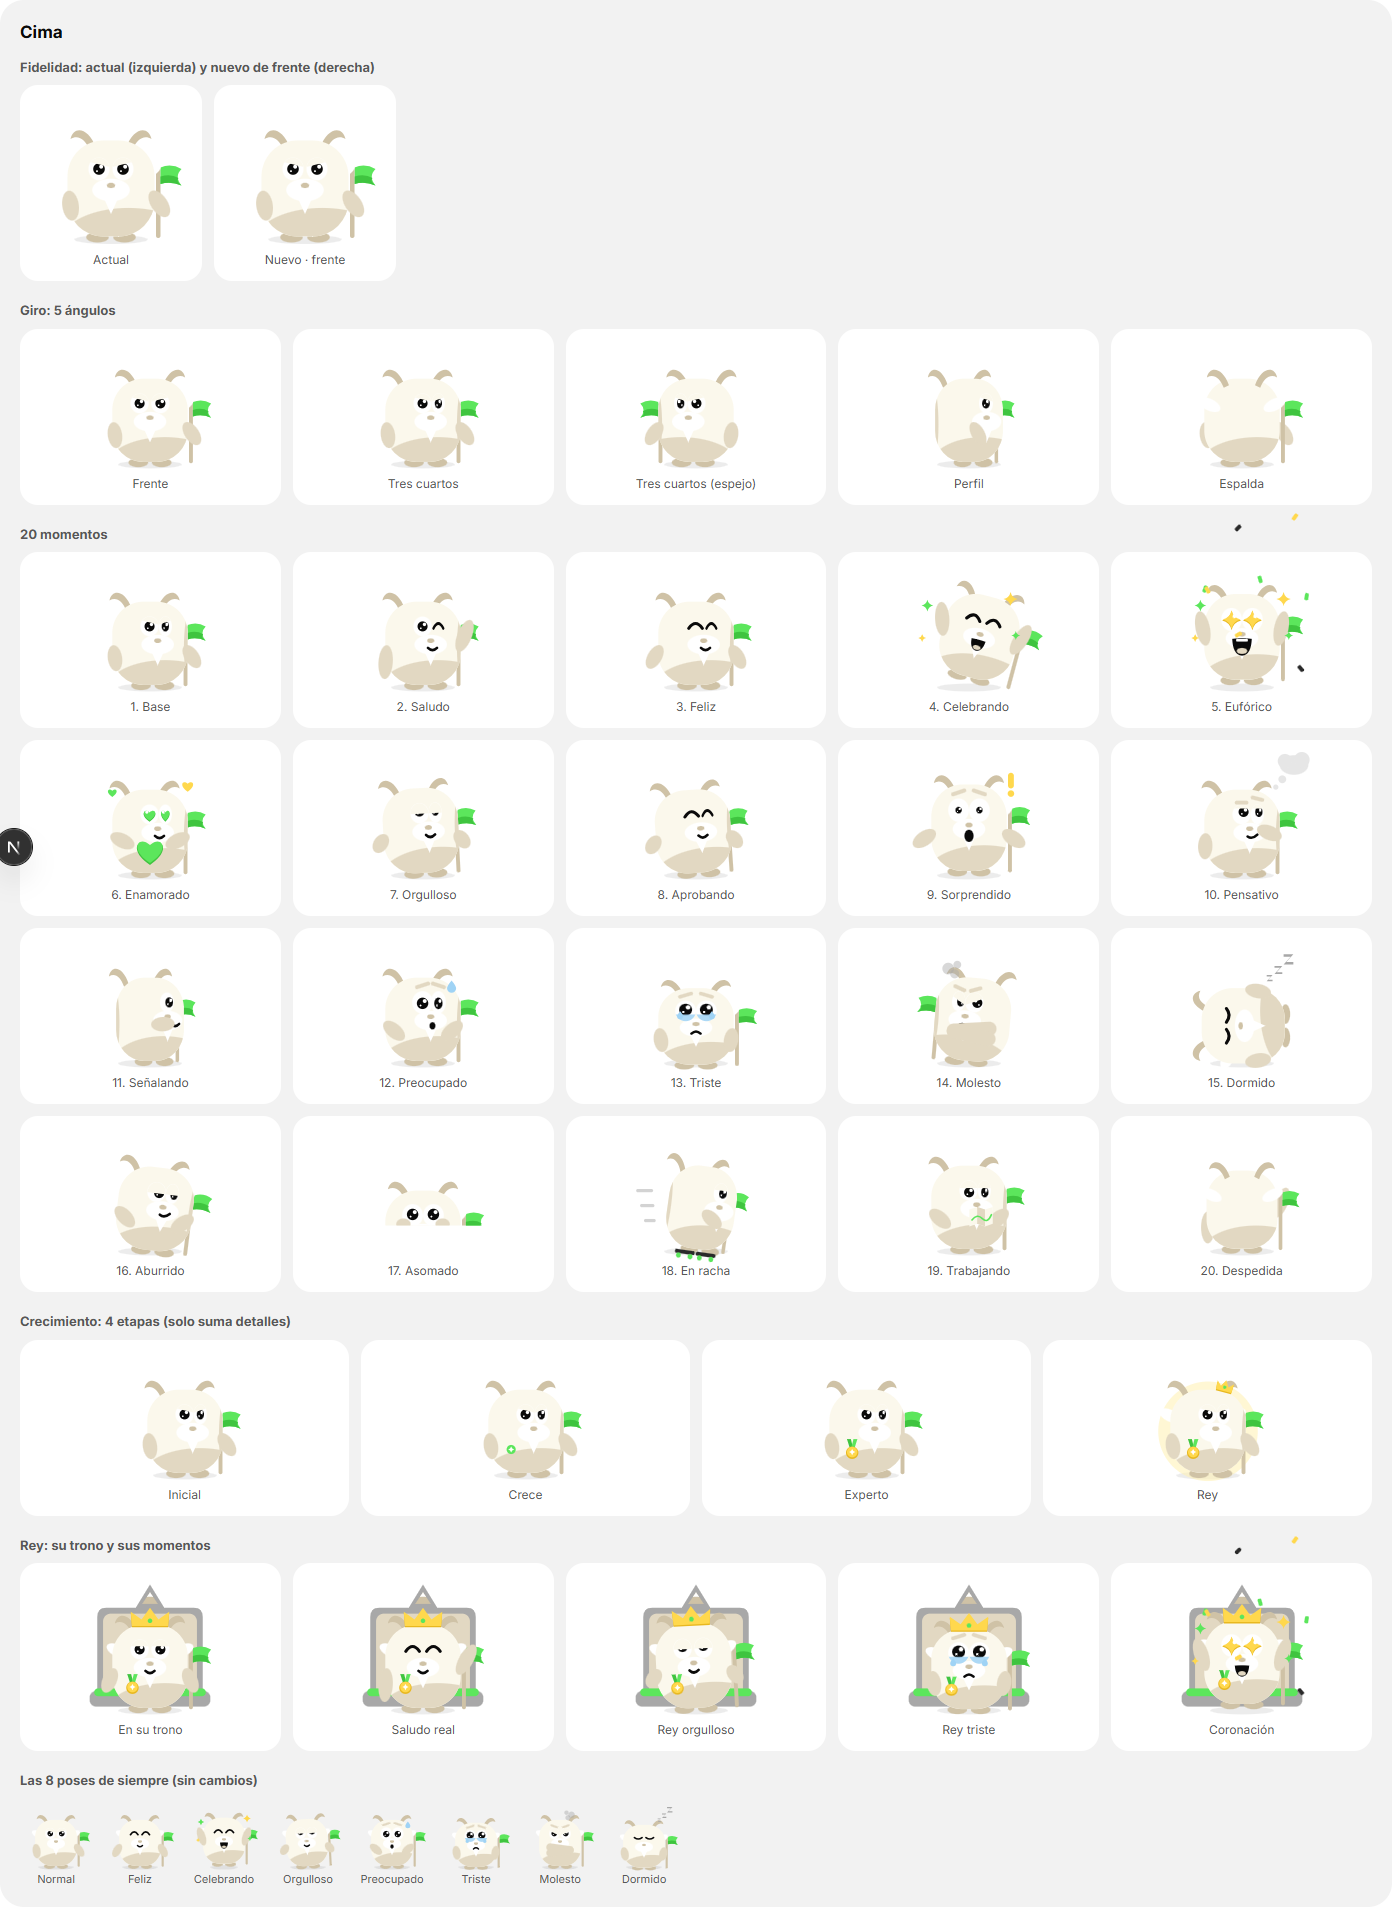 Cima
Fidelidad: actual (izquierda) y nuevo de frente (derecha)
Actual
Nuevo · frente
Giro: 5 ángulos
Frente
Tres cuartos
Tres cuartos (espejo)
Perfil
Espalda
20 momentos
1. Base
2. Saludo
3. Feliz
4. Celebrando
5. Eufórico
6. Enamorado
7. Orgulloso
8. Aprobando
!
9. Sorprendido
10. Pensativo
N
11. Señalando
12. Preocupado
13. Triste
14. Molesto
z z z
15. Dormido
16. Aburrido
17. Asomado
18. En racha
19. Trabajando
20. Despedida
Crecimiento: 4 etapas (solo suma detalles)
Inicial
Crece
Experto
Rey
Rey: su trono y sus momentos
En su trono
Saludo real
Rey orgulloso
Rey triste
Coronación
Las 8 poses de siempre (sin cambios)
z z z
Normal
Feliz
Celebrando
Orgulloso
Preocupado
Triste
Molesto
Dormido